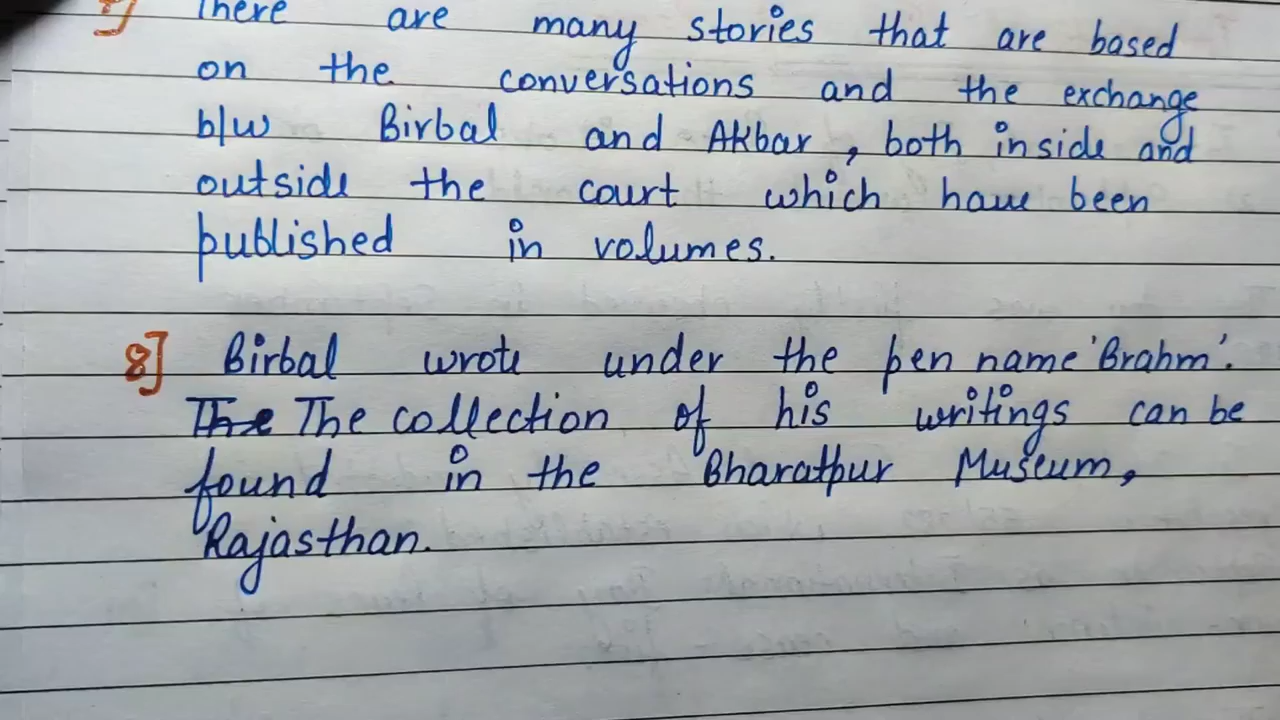 There are many stories that are based
on the conversations and the exchange
b/w Birbal and Akbar, both inside and
outside the court which have been
published in volumes.
8] Birbal wrote under the pen name 'Brahm'.
The The collection of his writings can be
found in the Bharatpur Museum,
Rajasthan.